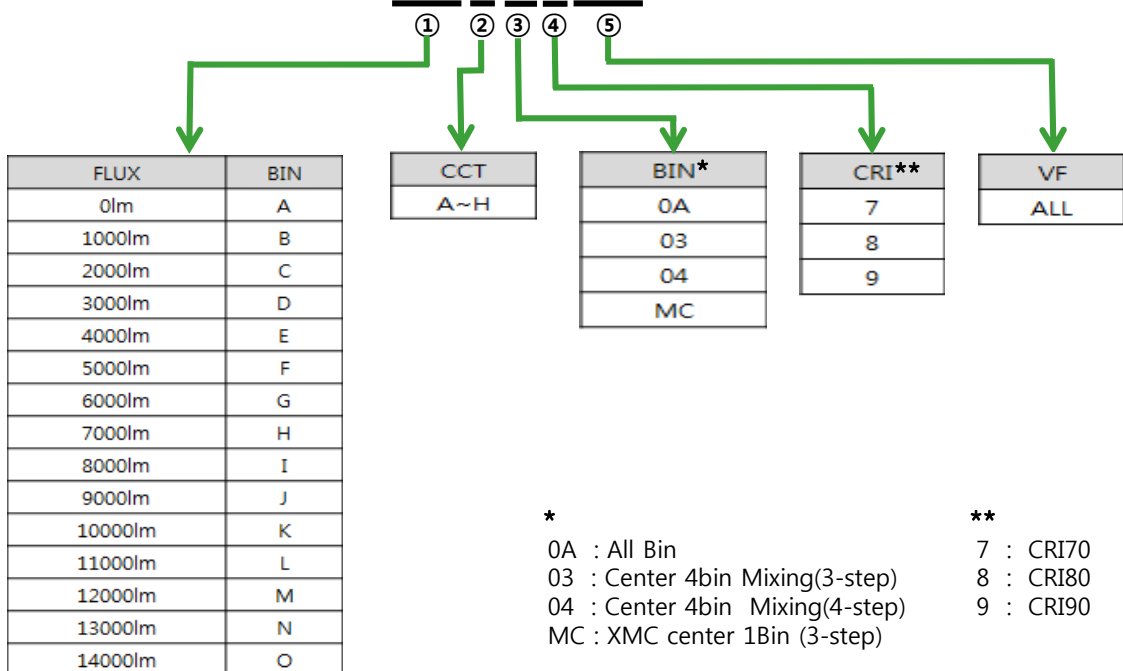 ① ② ③ ④ ⑤
FLUX BIN
0lm A
1000lm B
2000lm C
3000lm D
4000lm E
5000lm F
6000lm G
7000lm H
8000lm I
9000lm J
10000lm K
11000lm L
12000lm M
13000lm N
14000lm O
CCT
A~H
BIN*
0A
03
04
MC
CRI**
7
8
9
VF
ALL
*
0A : All Bin
03 : Center 4bin Mixing(3-step)
04 : Center 4bin Mixing(4-step)
MC : XMC center 1Bin (3-step)
**
7 : CRI70
8 : CRI80
9 : CRI90